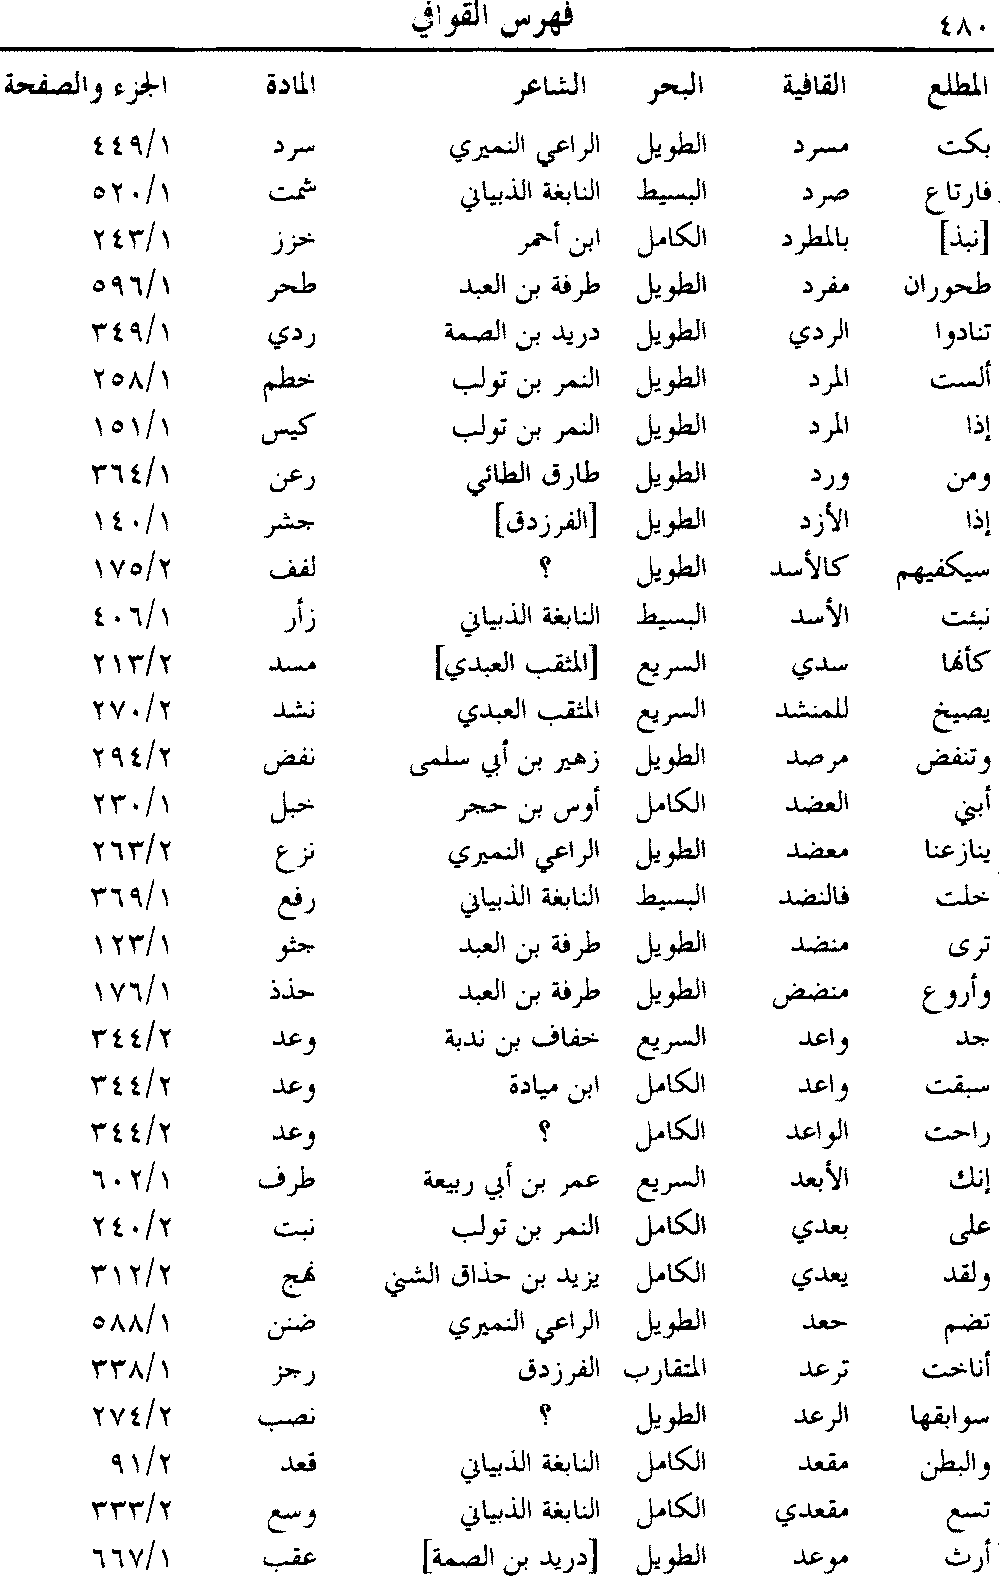 ٤٨٠ فهرس القوافي
المطلع القافية البحر الشاعر المادة الجزء والصفحة
بكت مسرد الطويل الراعي النميري سرد ٤٤٩/١
فارتاع صرد البسيط النابغة الذبياني شمت ٥٢٠/١
[نبذ] بالمطرد الكامل ابن أحمر خزز ٢٤٣/١
طحوران مفرد الطويل طرفة بن العبد طحر ٥٩٦/١
تنادوا الردي الطويل دريد بن الصمة ردي ٣٤٩/١
ألست المرد الطويل النمر بن تولب خطم ٢٥٨/١
إذا المرد الطويل النمر بن تولب كيس ١٥١/١
ومن ورد الطويل طارق الطائي رعن ٣٦٤/١
إذا الأزد الطويل [الفرزدق] جشر ١٤٠/١
سيكفيهم كالأسد الطويل ؟ لفف ١٧٥/٢
نبئت الأسد البسيط النابغة الذبياني زأر ٤٠٦/١
كأنها سدي السريع [المثقب العبدي] مسد ٢١٣/٢
يصيخ للمنشد السريع المثقب العبدي نشد ٢٧٠/٢
وتنفض مرصد الطويل زهير بن أبي سلمى نفض ٢٩٤/٢
أبني العضد الكامل أوس بن حجر خبل ٢٣٠/١
ينازعنا معضد الطويل الراعي النميري نزع ٢٦٣/٢
خلت فالنضد البسيط النابغة الذبياني رفع ٣٦٩/١
ترى منضد الطويل طرفة بن العبد جثو ١٢٣/١
وأروع منضض الطويل طرفة بن العبد حذذ ١٧٦/١
جد واعد السريع خفاف بن ندبة وعد ٣٤٤/٢
سبقت واعد الكامل ابن ميادة وعد ٣٤٤/٢
راحت الواعد الكامل ؟ وعد ٣٤٤/٢
إنك الأبعد السريع عمر بن أبي ربيعة طرف ٦٠٢/١
على بعدي الكامل النمر بن تولب نبت ٢٤٠/٢
ولقد يعدي الكامل يزيد بن حذاق الشني نهج ٣١٢/٢
تضم حعد الطويل الراعي النميري ضنن ٥٨٨/١
أناخت ترعد المتقارب الفرزدق رجز ٣٣٨/١
سوابقها الرعد الطويل ؟ نصب ٢٧٤/٢
والبطن مقعد الكامل النابغة الذبياني قعد ٩١/٢
تسع مقعدي الكامل النابغة الذبياني وسع ٣٣٣/٢
أرث موعد الطويل [دريد بن الصمة] عقب ٦٦٧/١